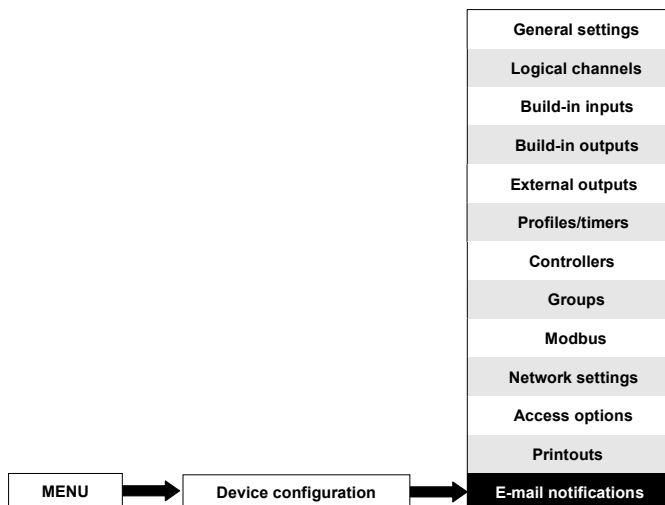 General settings
Logical channels
Build-in inputs
Build-in outputs
External outputs
Profiles/timers
Controllers
Groups
Modbus
Network settings
Access options
Printouts
MENU
Device configuration
E-mail notifications